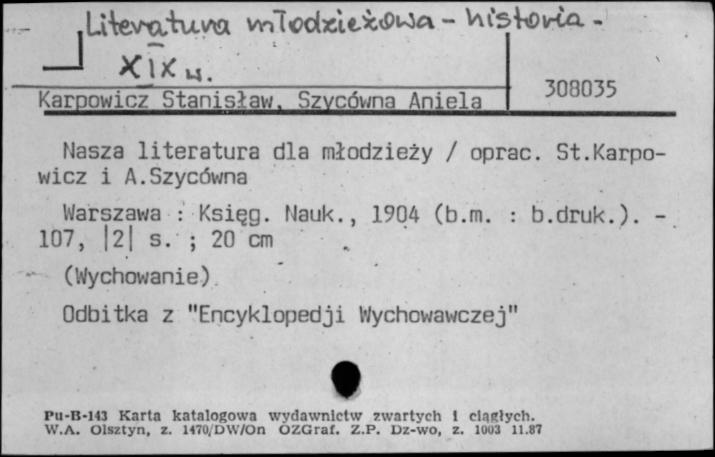 Literatura młodzieżowa - historia -
XIX w.
308035
Karpowicz Stanisław, Szycówna Aniela
Nasza literatura dla młodzieży / oprac. St.Karpo-
wicz i A.Szycówna
Warszawa : Księg. Nauk., 1904 (b.m. : b.druk.). -
107, |2| s. ; 20 cm
(Wychowanie)
Odbitka z "Encyklopedji Wychowawczej"
Pu-B-143 Karta katalogowa wydawnictw zwartych i ciągłych.
W.A. Olsztyn, z. 1470/DW/On OZGraf. Z.P. Dz-wo, z. 1003 11.87